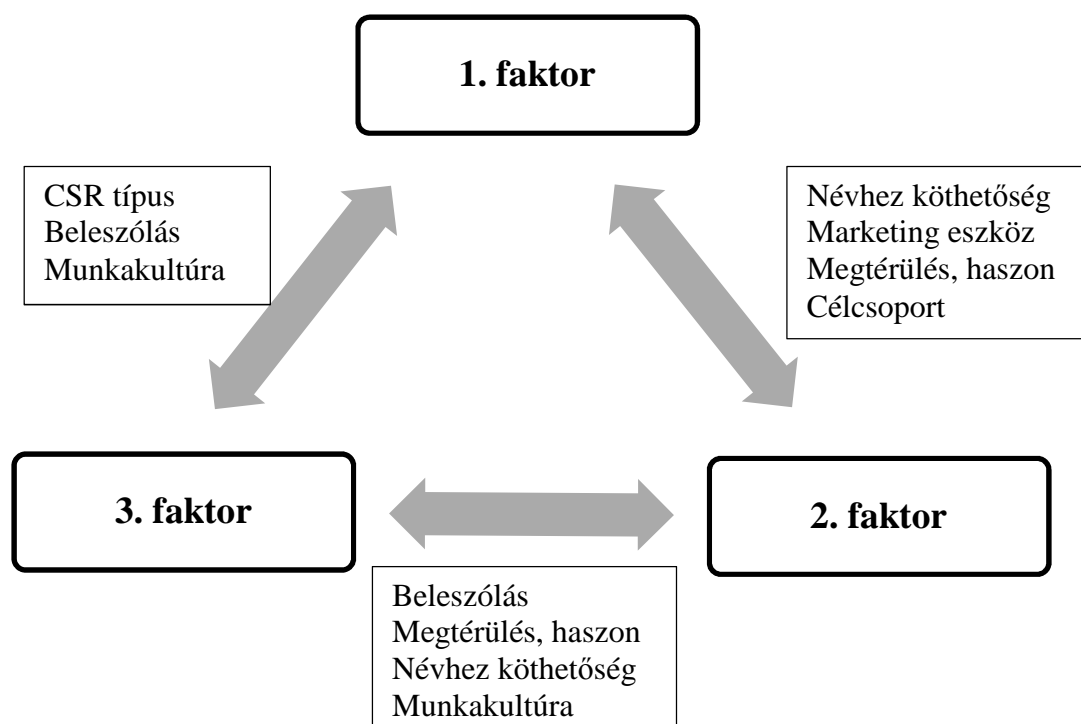 1. faktor
CSR típus
Beleszólás
Munkakultúra
Névhez köthetőség
Marketing eszköz
Megtérülés, haszon
Célcsoport
3. faktor
2. faktor
Beleszólás
Megtérülés, haszon
Névhez köthetőség
Munkakultúra